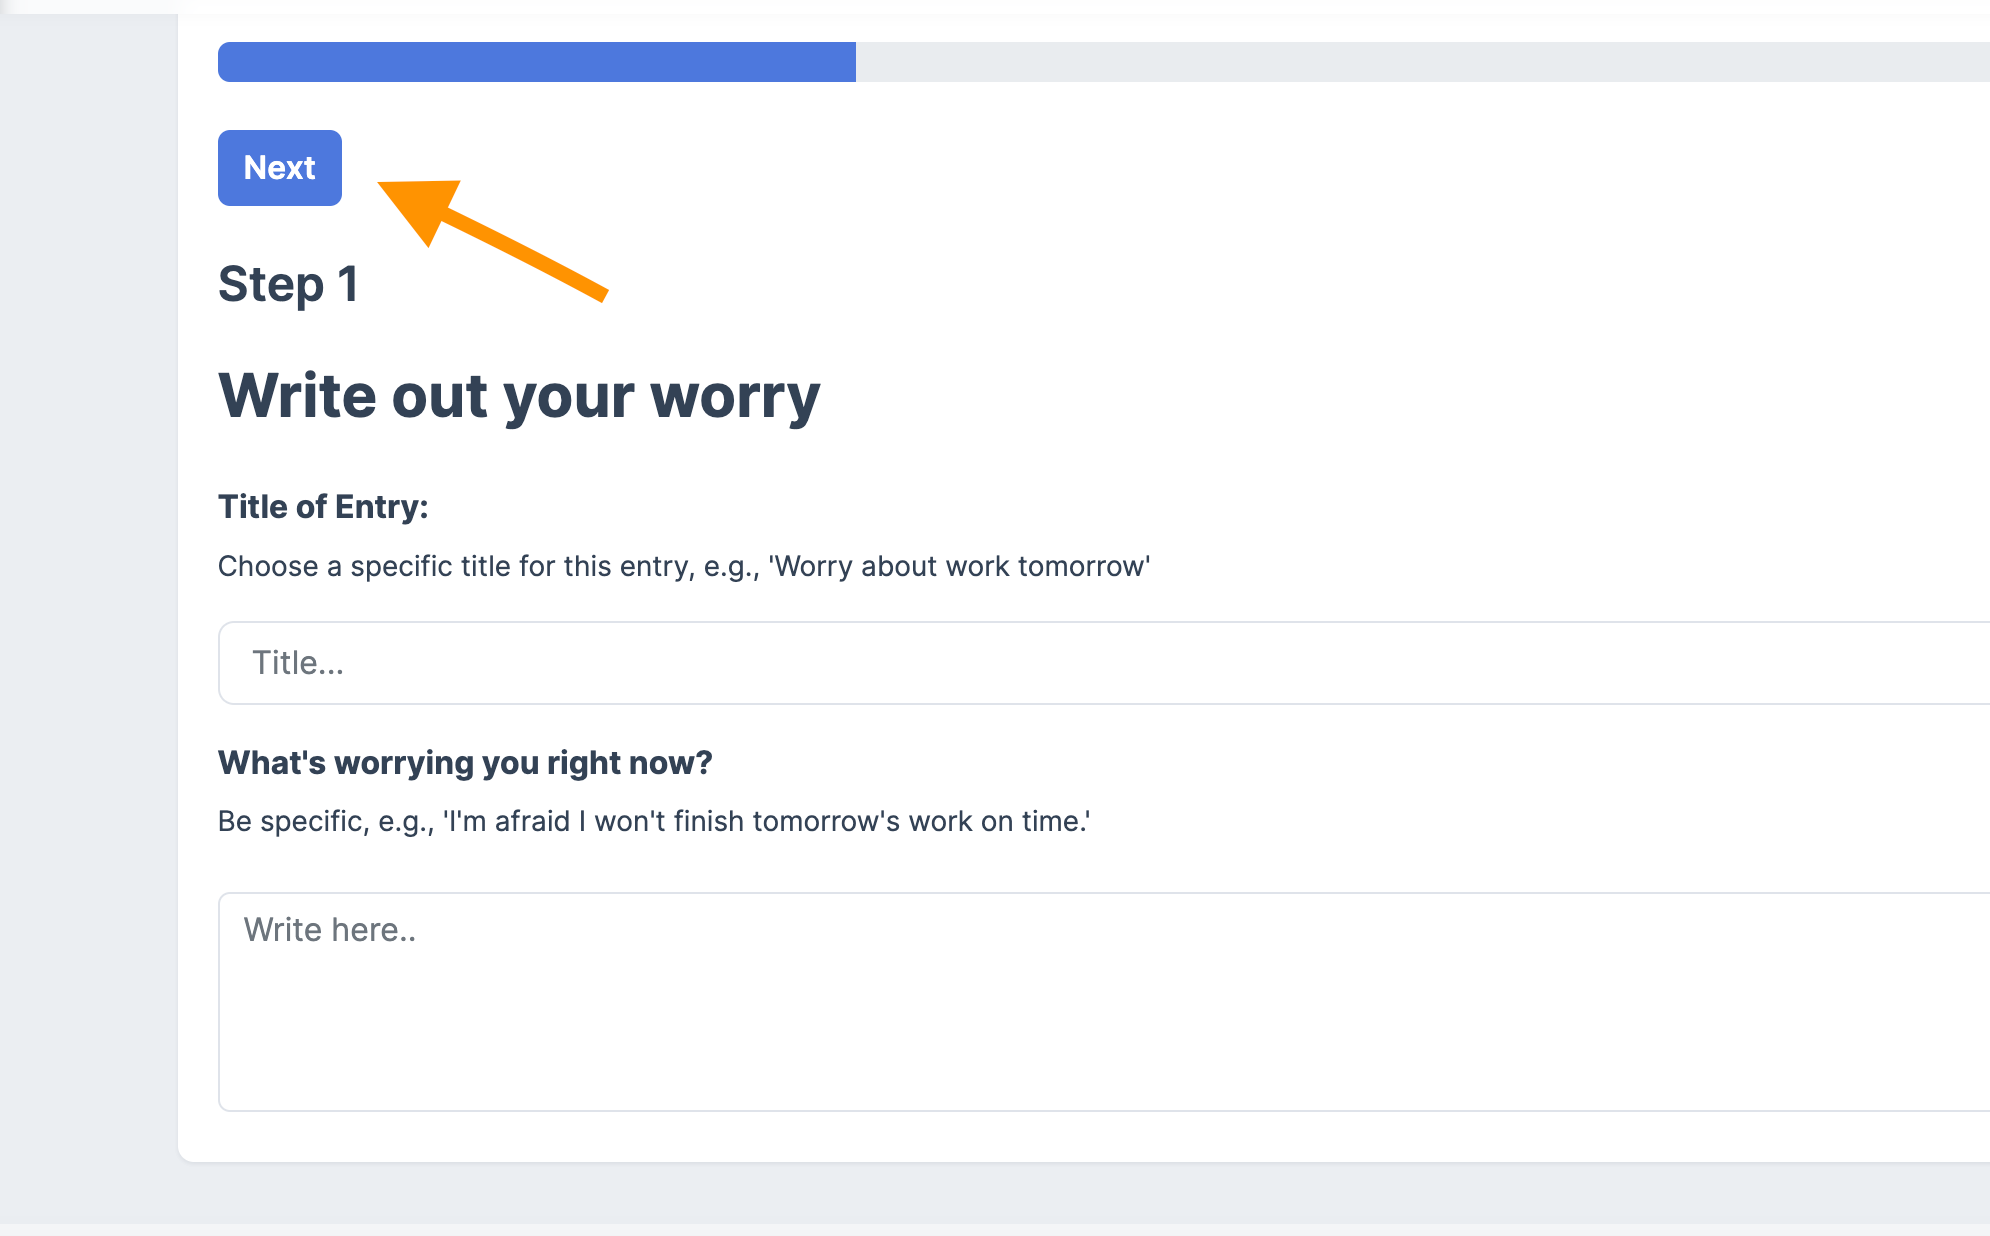 Next
Step 1
Write out your worry
Title of Entry:
Choose a specific title for this entry, e.g., 'Worry about work tomorrow'
Title...
What's worrying you right now?
Be specific, e.g., 'I'm afraid I won't finish tomorrow's work on time.'
Write here..